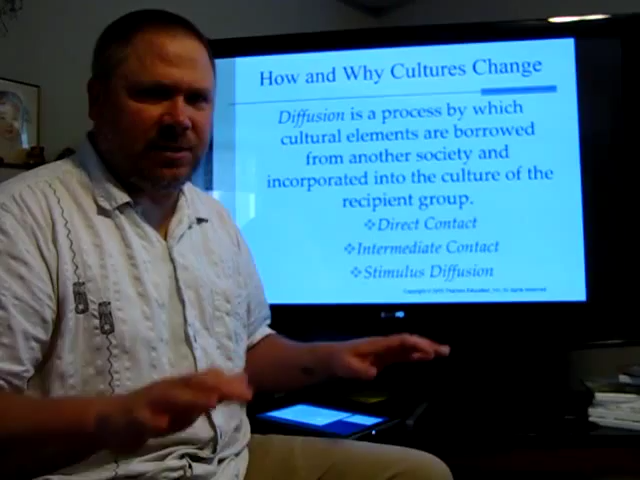 How and Why Cultures Change
Diffusion is a process by which
cultural elements are borrowed
from another society and
incorporated into the culture of the
recipient group.
❖Direct Contact
❖Intermediate Contact
❖Stimulus Diffusion